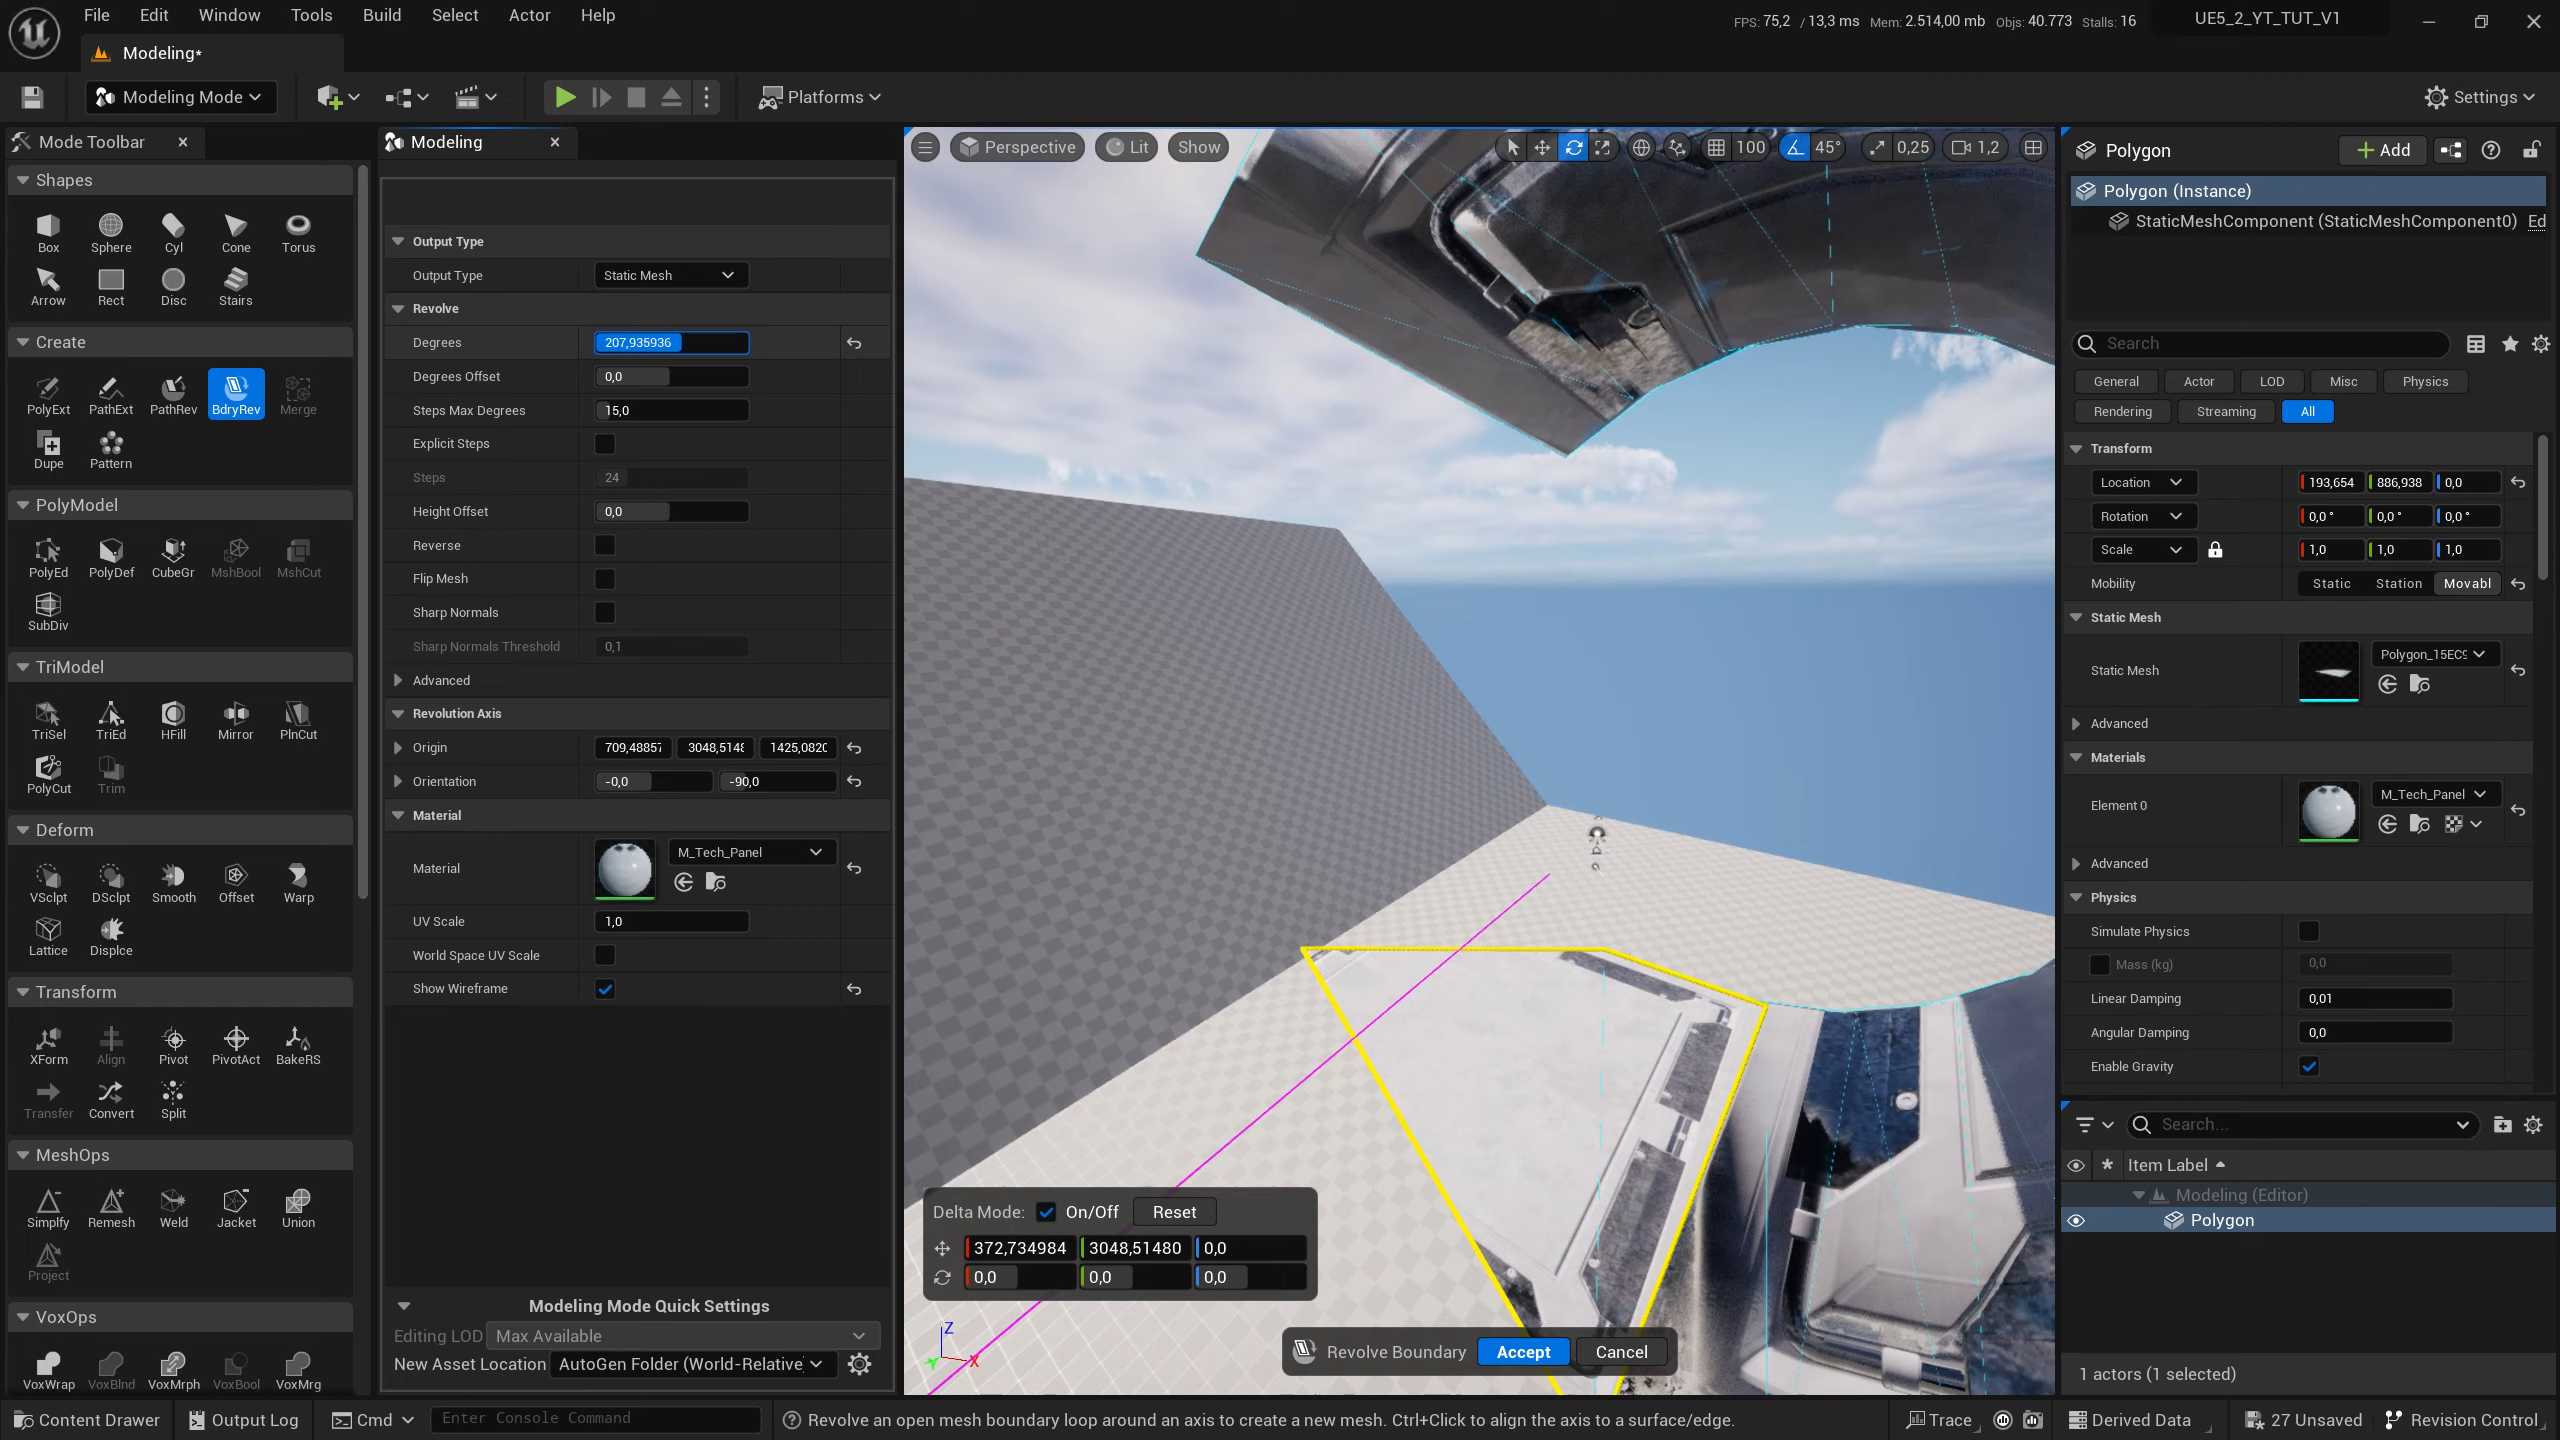 File Edit Window Tools Build Select Actor Help
FPS: 75,2 / 13,3 ms Mem: 2.514,00 mb Objs: 40.773 Stalls: 16
UE5_2_YT_TUT_V1
Modeling*
Modeling Mode
Platforms
Settings
Mode Toolbar
Shapes
Box Sphere Cyl Cone Torus
Arrow Rect Disc Stairs
Create
PolyExt PathExt PathRev BdryRev Merge
Dupe Pattern
PolyModel
PolyEd PolyDef CubeGr MshBool MshCut
SubDiv
TriModel
TriSel TriEd HFill Mirror PlnCut
PolyCut Trim
Deform
VSclpt DSclpt Smooth Offset Warp
Lattice Displce
Transform
XForm Align Pivot PivotAct BakeRS
Transfer Convert Split
MeshOps
Simplfy Remesh Weld Jacket Union
Project
VoxOps
VoxWrap VoxBlnd VoxMrph VoxBool VoxMrg
Modeling
Output Type
Output Type Static Mesh
Revolve
Degrees 207,935936
Degrees Offset 0,0
Steps Max Degrees 15,0
Explicit Steps
Steps 24
Height Offset 0,0
Reverse
Flip Mesh
Sharp Normals
Sharp Normals Threshold 0,1
Advanced
Revolution Axis
Origin 709,48857 3048,5148 1425,0820
Orientation -0,0 -90,0
Material
Material M_Tech_Panel
UV Scale 1,0
World Space UV Scale
Show Wireframe
Modeling Mode Quick Settings
Editing LOD Max Available
New Asset Location AutoGen Folder (World-Relative)
Perspective Lit Show
100 45° 0,25 1,2
Delta Mode: On/Off Reset
372,734984 3048,51480 0,0
0,0 0,0 0,0
Z
Y X
Revolve Boundary Accept Cancel
Polygon
Add
Polygon (Instance)
StaticMeshComponent (StaticMeshComponent0) Ed
Search
General Actor LOD Misc Physics
Rendering Streaming All
Transform
Location 193,654 886,938 0,0
Rotation 0,0 ° 0,0 ° 0,0 °
Scale 1,0 1,0 1,0
Mobility Static Station Movabl
Static Mesh
Static Mesh Polygon_15EC9
Advanced
Materials
Element 0 M_Tech_Panel
Advanced
Physics
Simulate Physics
Mass (kg) 0,0
Linear Damping 0,01
Angular Damping 0,0
Enable Gravity
Search...
Item Label
Modeling (Editor)
Polygon
1 actors (1 selected)
Content Drawer Output Log Cmd Enter Console Command
Revolve an open mesh boundary loop around an axis to create a new mesh. Ctrl+Click to align the axis to a surface/edge.
Trace Derived Data 27 Unsaved Revision Control